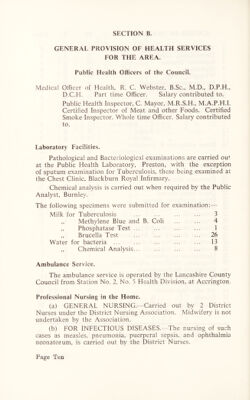 SECTION B.
GENERAL PROVISION OF HEALTH SERVICES
FOR THE AREA.
Public Health Officers of the Council.
Medical Officer of Health, R. C. Webster, B.Sc., M.D., D.P.H.,
D.C.H. Part time Officer. Salary contributed to.
Public Health Inspector, C. Mayor, M.R.S.H., M.A.P.H.I.
Certified Inspector of Meat and other Foods. Certified
Smoke Inspector. Whole time Officer. Salary contributed
to.
Laboratory Facilities.
Pathological and Bacteriological examinations are carried out
at the Public Health Laboratory, Preston, with the exception
of sputum examination for Tuberculosis, these being examined at
the Chest Clinic, Blackburn Royal Infirmary.
Chemical analysis is carried out when required by the Public
Analyst, Burnley.
The following specimens were submitted for examination:—
Milk for Tuberculosis ... ... ... ... 3
„ Methylene Blue and B. Coli ... ... 4
„ Phosphatase Test ... ... ... ... 1
„ Brucella Test ... ... ... ... 26
Water for bacteria ... ... ... ... 13
„ Chemical Analysis ... ... ... ... 8
Ambulance Service.
The ambulance service is operated by the Lancashire County
Council from Station No. 2, No. 5 Health Division, at Accrington.
Professional Nursing in the Home.
(a) GENERAL NURSING.—Carried out by 2 District
Nurses under the District Nursing Association. Midwifery is not
undertaken by the Association.
(b) FOR INFECTIOUS DISEASES.—The nursing of such
cases as measles, pneumonia, puerperal sepsis, and ophthalmia
neonatorum, is carried out by the District Nurses.
Page Ten